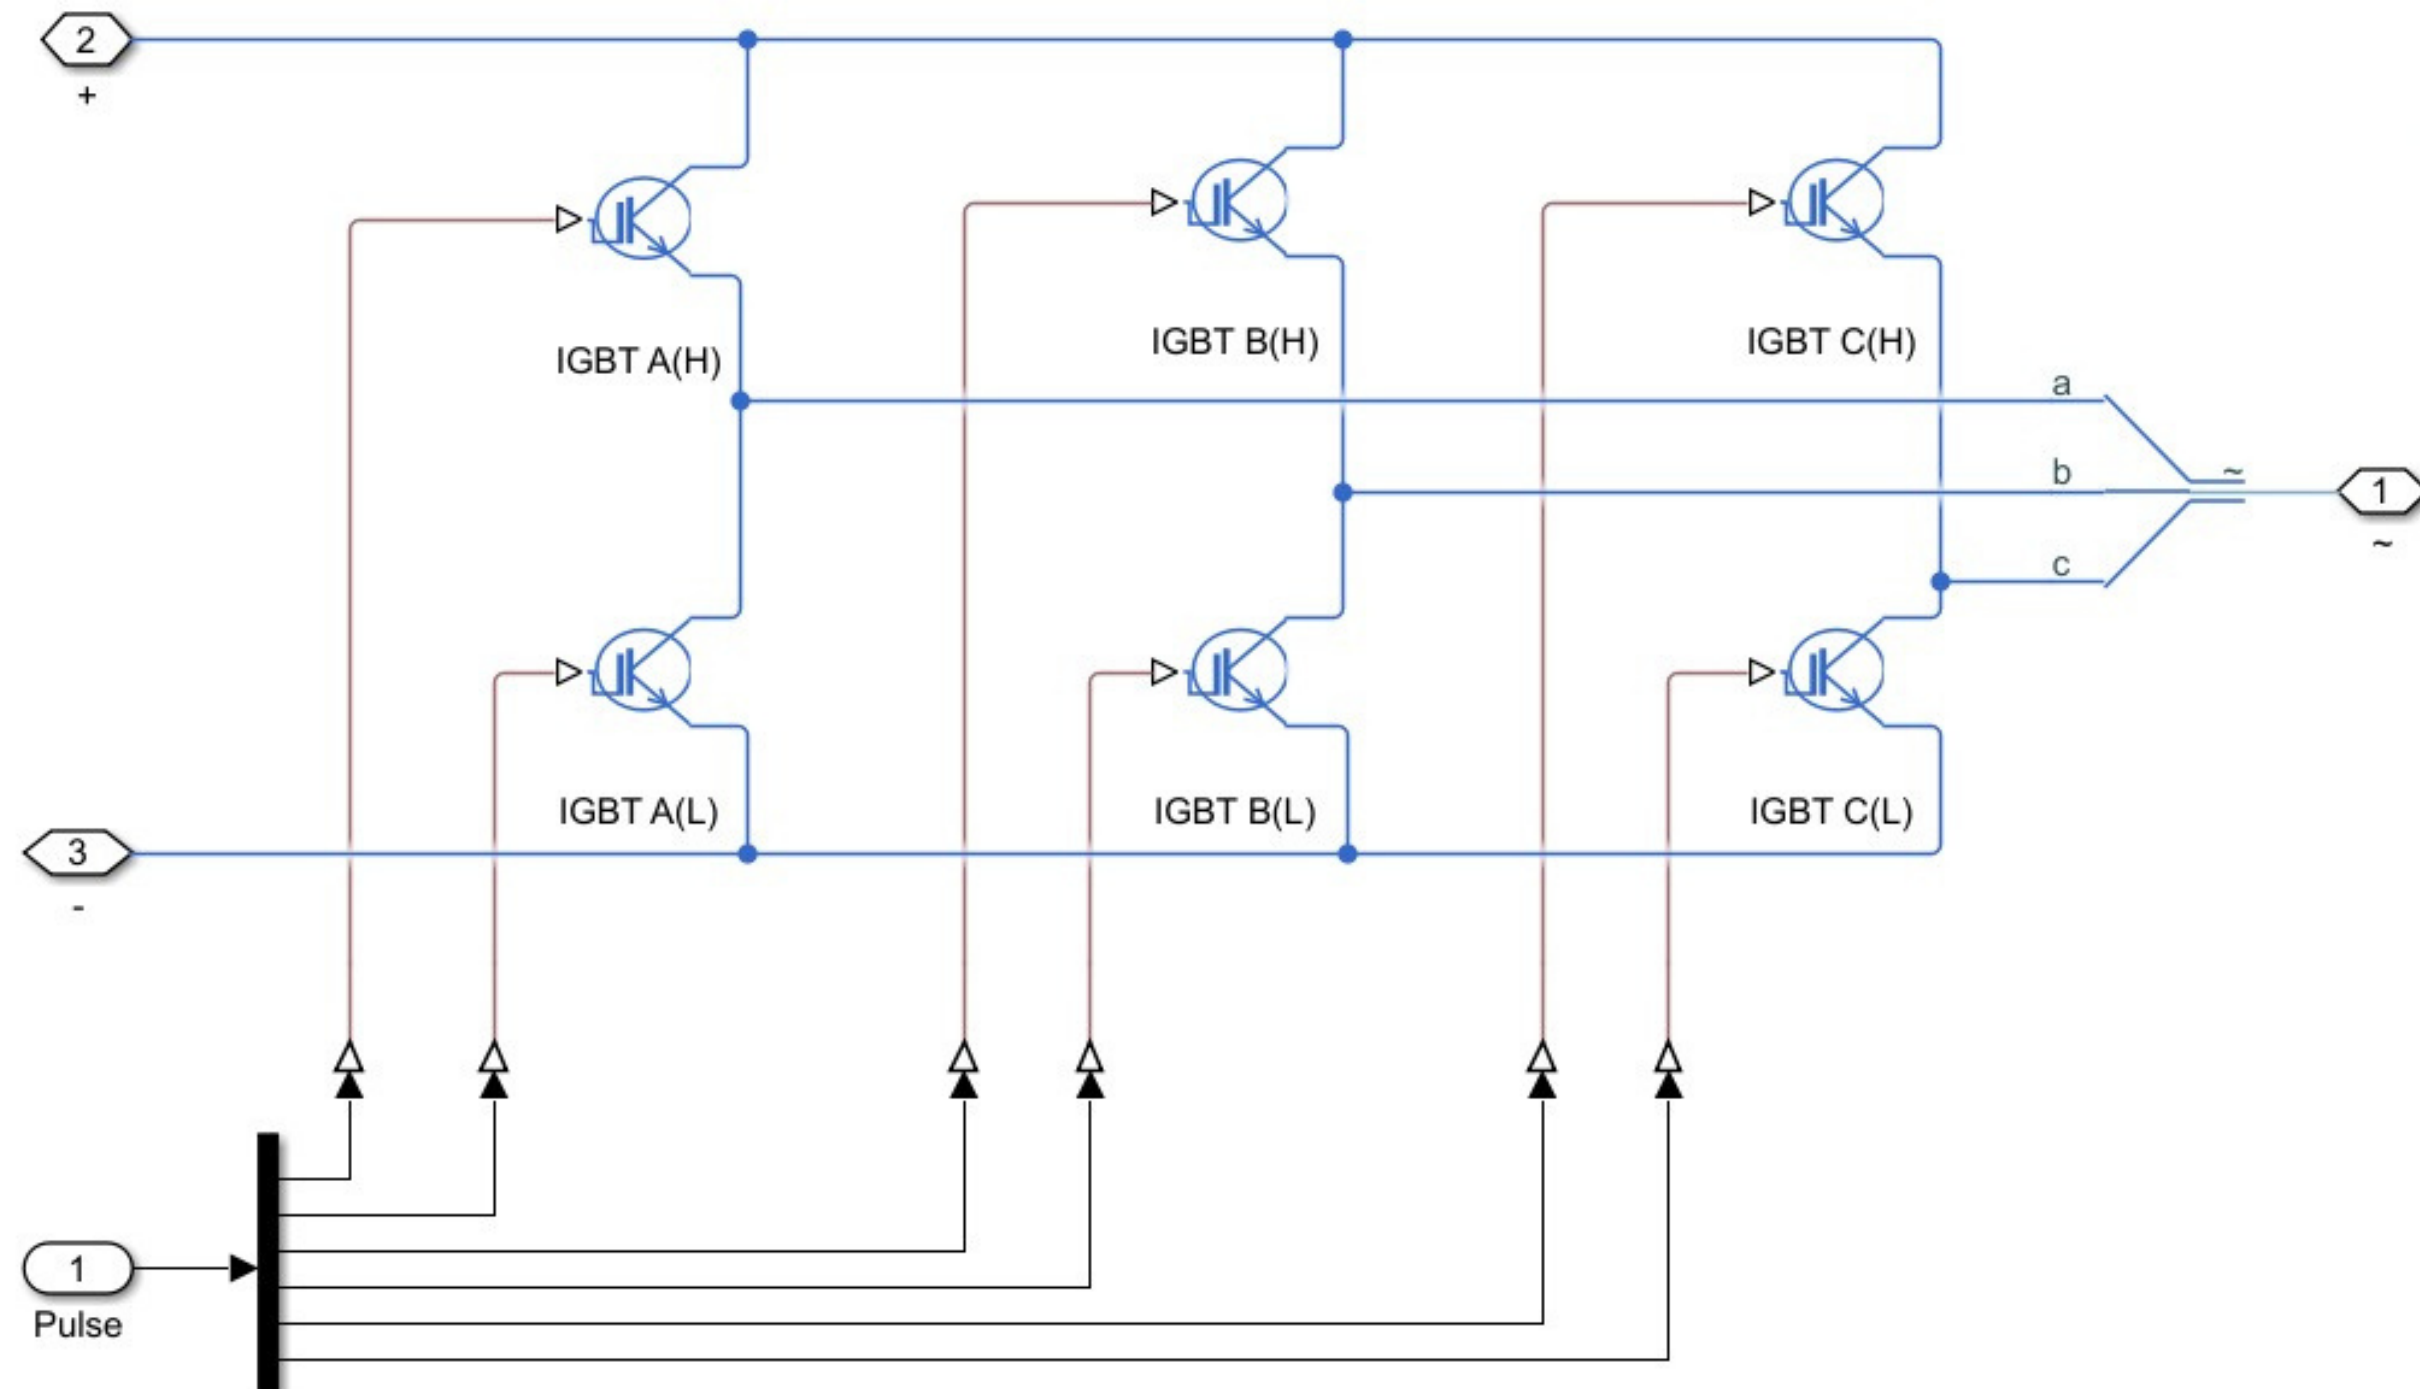 2
+
IGBT A(H)
IGBT B(H)
IGBT C(H)
a
b
c
~
1
~
IGBT A(L)
IGBT B(L)
IGBT C(L)
3
-
1
Pulse